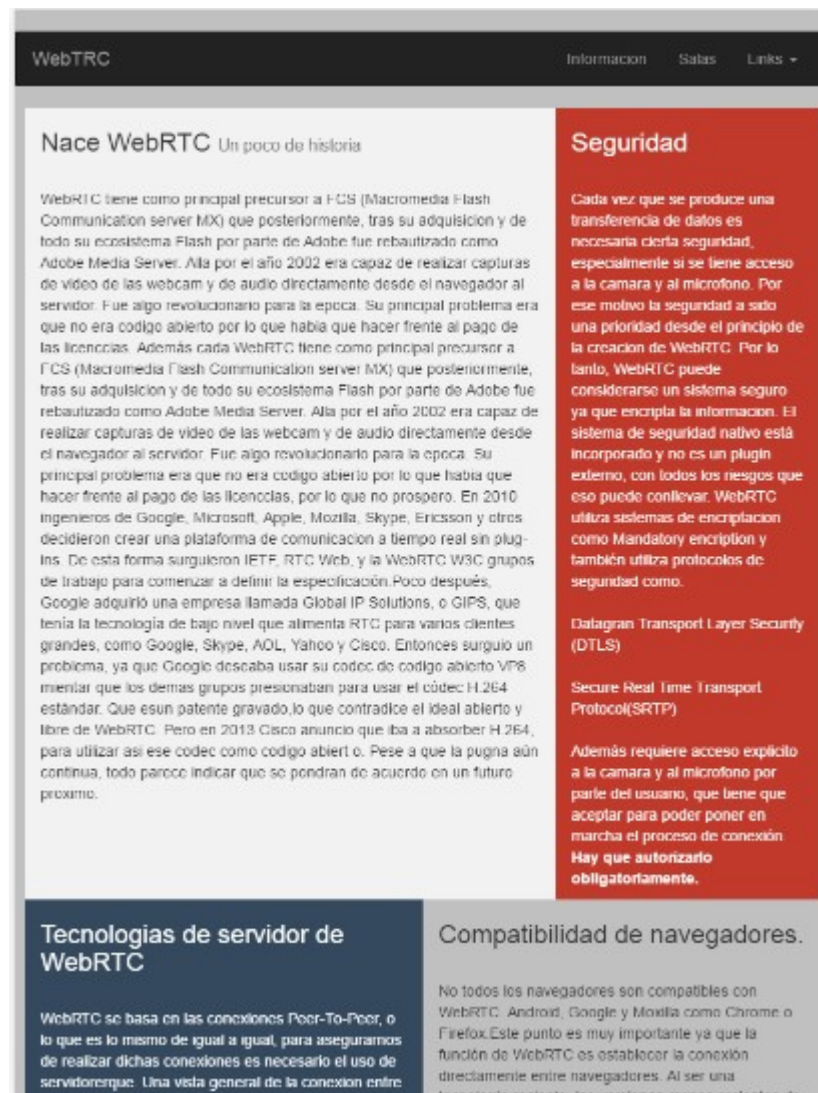 WebTRC
Informacion Salas Links
Nace WebRTC Un poco de historia
WebRTC tiene como principal precursor a FCS (Macromedia Flash
Communication server MX) que posteriormente, tras su adquisicion y de
todo su ecosistema Flash por parte de Adobe fue rebautizado como
Adobe Media Server. Alla por el año 2002 era capaz de realizar capturas
de video de las webcam y de audio directamente desde el navegador al
servidor. Fue algo revolucionario para la epoca. Su principal problema era
que no era codigo abierto por lo que habia que hacer frente al pago de
las licenccias. Además cada WebRTC tiene como principal precursor a
FCS (Macromedia Flash Communication server MX) que posteriormente,
tras su adquisicion y de todo su ecosistema Flash por parte de Adobe fue
rebautizado como Adobe Media Server. Alla por el año 2002 era capaz de
realizar capturas de video de las webcam y de audio directamente desde
el navegador al servidor. Fue algo revolucionario para la epoca. Su
principal problema era que no era codigo abierto por lo que habia que
hacer frente al pago de las licenccias, por lo que no prospero. En 2010
ingenieros de Google, Microsoft, Apple, Mozilla, Skype, Ericsson y otros
decidieron crear una plataforma de comunicacion a tiempo real sin plug-
ins. De esta forma surguieron IETF, RTC Web, y la WebRTC W3C grupos
de trabajo para comenzar a definir la especificación.Poco después,
Google adquirió una empresa llamada Global IP Solutions, o GIPS, que
tenía la tecnología de bajo nivel que alimenta RTC para varios clientes
grandes, como Google, Skype, AOL, Yahoo y Cisco. Entonces surguio un
problema, ya que Google deseaba usar su codec de codigo abierto VP8
mientar que los demas grupos presionaban para usar el códec H.264
estándar. Que esun patente gravado,lo que contradice el ideal abierto y
libre de WebRTC. Pero en 2013 Cisco anuncio que iba a absorber H.264,
para utilizar asi ese codec como codigo abiert o. Pese a que la pugna aún
continua, todo parece indicar que se pondran de acuerdo en un futuro
proximo.
Seguridad
Cada vez que se produce una
transferencia de datos es
necesaria cierta seguridad,
especialmente si se tiene acceso
a la camara y al microfono. Por
ese motivo la seguridad a sido
una prioridad desde el principio de
la creacion de WebRTC. Por lo
tanto, WebRTC puede
considerarse un sistema seguro
ya que encripta la informacion. El
sistema de seguridad nativo está
incorporado y no es un plugin
externo, con todos los riesgos que
eso puede conllevar. WebRTC
utiliza sistemas de encriptacion
como Mandatory encription y
también utiliza protocolos de
seguridad como.
Datagran Transport Layer Security
(DTLS)
Secure Real Time Transport
Protocol(SRTP)
Además requiere acceso explicito
a la camara y al microfono por
parte del usuario, que tiene que
aceptar para poder poner en
marcha el proceso de conexión
Hay que autorizarlo
obligatoriamente.
Tecnologias de servidor de
WebRTC
WebRTC se basa en las conexiones Peer-To-Peer, o
lo que es lo mismo de igual a igual, para asegurarnos
de realizar dichas conexiones es necesario el uso de
servidorerque. Una vista general de la conexion entre
Compatibilidad de navegadores.
No todos los navegadores son compatibles con
WebRTC. Android, Google y Moxilla como Chrome o
Firefox.Este punto es muy importante ya que la
función de WebRTC es establecer la conexión
directamente entre navegadores. Al ser una